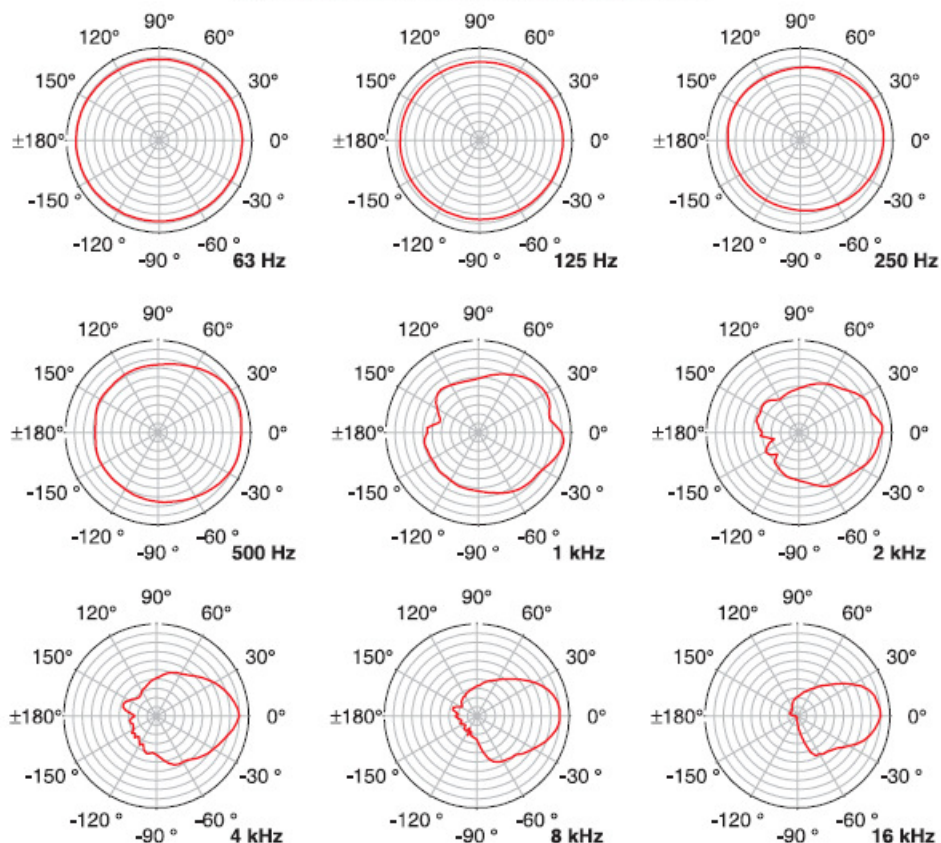 90° 90° 90°
120° 60° 120° 60° 120° 60°
150° 30° 150° 30° 150° 30°
±180° 0° ±180° 0° ±180° 0°
-150 ° -30 ° -150 ° -30 ° -150 ° -30 °
-120 ° -60 ° -120 ° -60 ° -120 ° -60 °
-90 ° 63 Hz -90 ° 125 Hz -90 ° 250 Hz
90° 90° 90°
120° 60° 120° 60° 120° 60°
150° 30° 150° 30° 150° 30°
±180° 0° ±180° 0° ±180° 0°
-150 ° -30 ° -150 ° -30 ° -150 ° -30 °
-120 ° -60 ° -120 ° -60 ° -120 ° -60 °
-90 ° 500 Hz -90 ° 1 kHz -90 ° 2 kHz
90° 90° 90°
120° 60° 120° 60° 120° 60°
150° 30° 150° 30° 150° 30°
±180° 0° ±180° 0° ±180° 0°
-150 ° -30 ° -150 ° -30 ° -150 ° -30 °
-120 ° -60 ° -120 ° -60 ° -120 ° -60 °
-90 ° 4 kHz -90 ° 8 kHz -90 ° 16 kHz